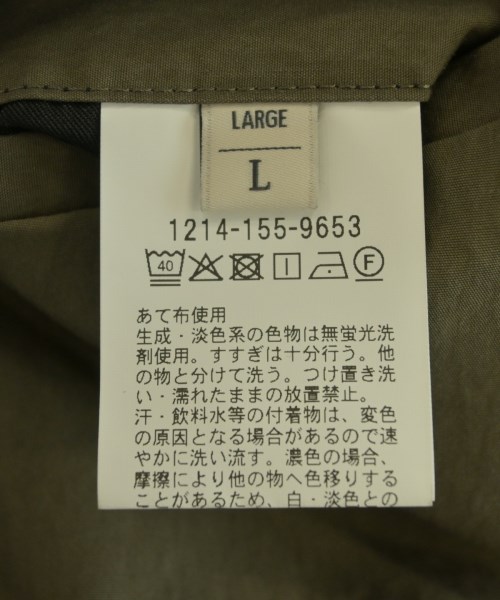 LARGE
L
1214-155-9653
40
F
あて布使用
生成・淡色系の色物は無蛍光洗
剤使用。すすぎは十分行う。他
の物と分けて洗う。つけ置き洗
い・濡れたままの放置禁止。
汗・飲料水等の付着物は、変色
の原因となる場合があるので速
やかに洗い流す。濃色の場合、
摩擦により他の物へ色移りする
ことがあるため、白・淡色との